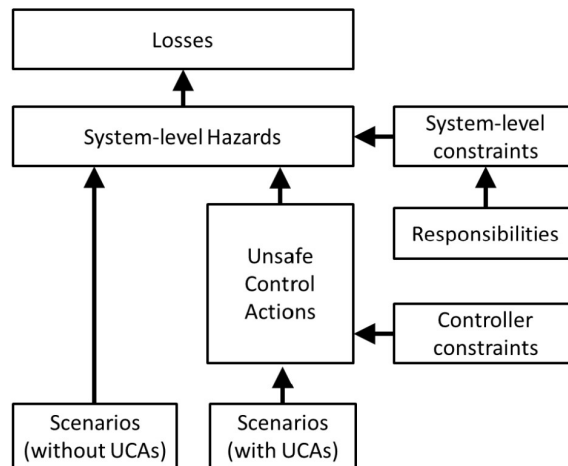 Losses
System-level Hazards
System-level
constraints
Responsibilities
Unsafe
Control
Actions
Controller
constraints
Scenarios
(without UCAs)
Scenarios
(with UCAs)